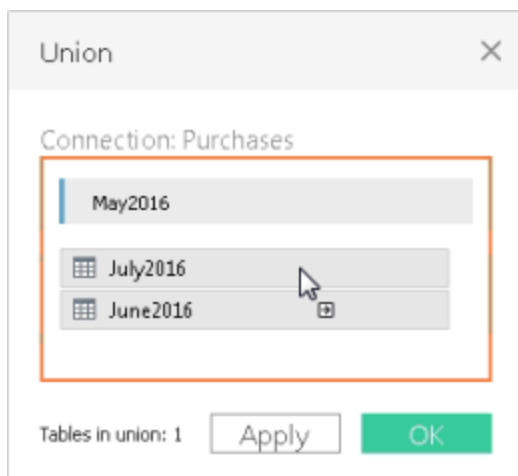 Union
Connection: Purchases
May2016
July2016
June2016
Tables in union: 1
Apply
OK